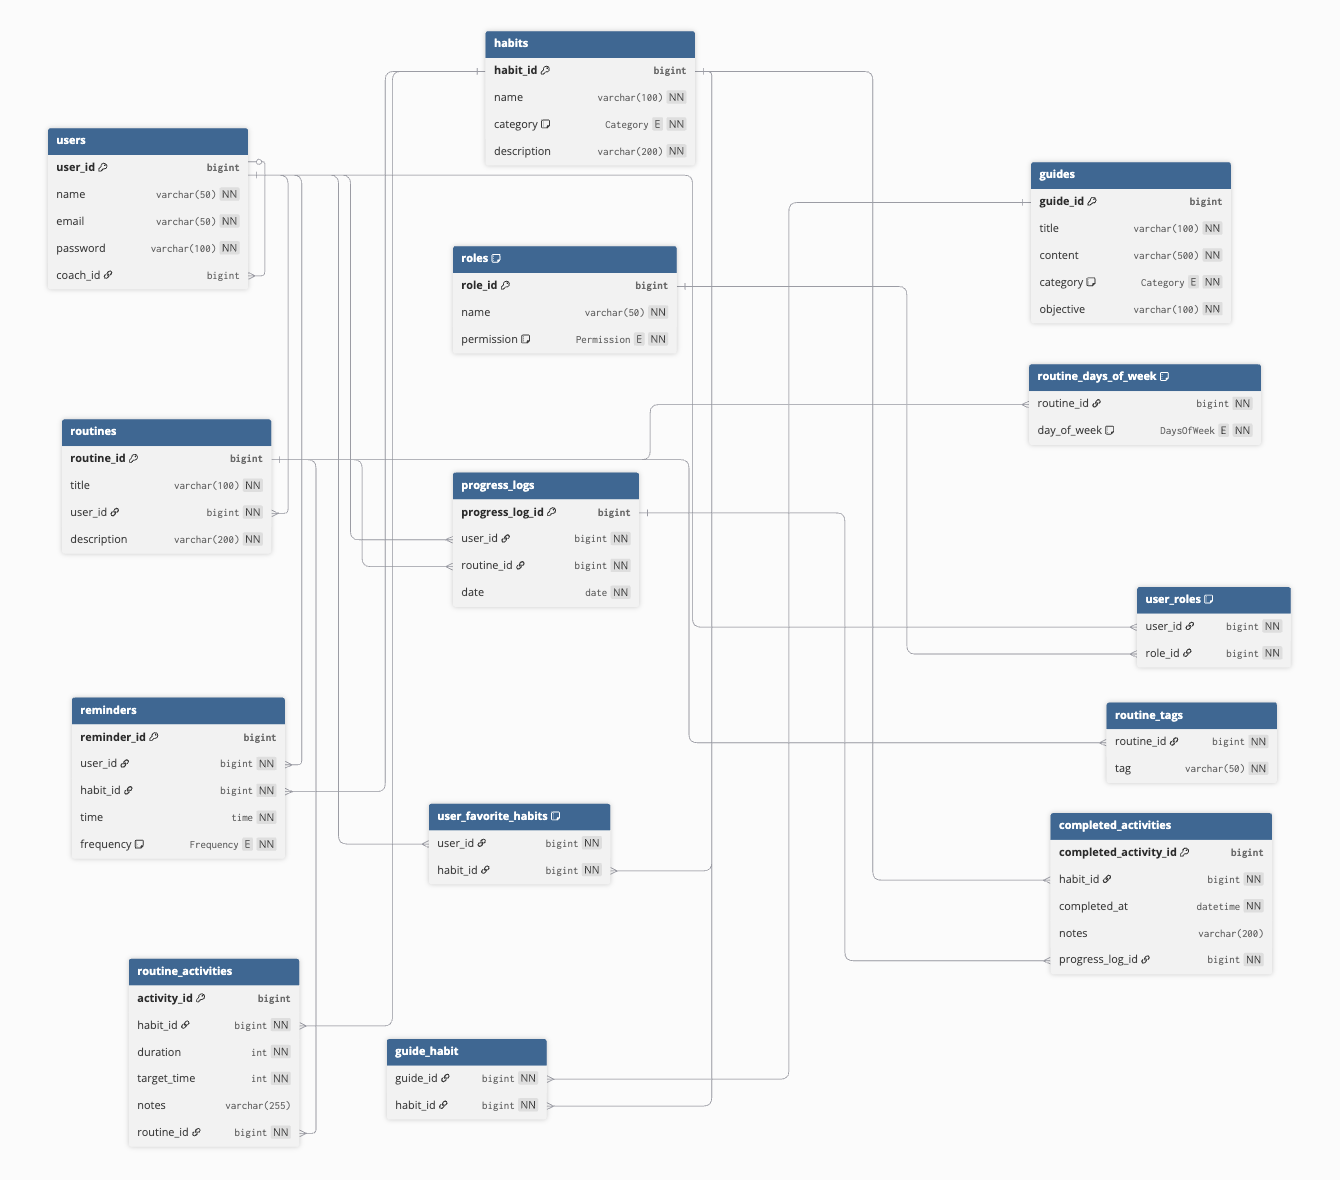 habits
habit_id bigint
name varchar(100) NN
category Category E NN
description varchar(200) NN
users
user_id bigint
name varchar(50) NN
email varchar(50) NN
password varchar(100) NN
coach_id bigint
guides
guide_id bigint
title varchar(100) NN
content varchar(500) NN
category Category E NN
objective varchar(100) NN
roles
role_id bigint
name varchar(50) NN
permission Permission E NN
routine_days_of_week
routine_id bigint NN
day_of_week DaysOfWeek E NN
routines
routine_id bigint
title varchar(100) NN
user_id bigint NN
description varchar(200) NN
progress_logs
progress_log_id bigint
user_id bigint NN
routine_id bigint NN
date date NN
user_roles
user_id bigint NN
role_id bigint NN
reminders
reminder_id bigint
user_id bigint NN
habit_id bigint NN
time time NN
frequency Frequency E NN
routine_tags
routine_id bigint NN
tag varchar(50) NN
user_favorite_habits
user_id bigint NN
habit_id bigint NN
completed_activities
completed_activity_id bigint
habit_id bigint NN
completed_at datetime NN
notes varchar(200)
progress_log_id bigint NN
routine_activities
activity_id bigint
habit_id bigint NN
duration int NN
target_time int NN
notes varchar(255)
routine_id bigint NN
guide_habit
guide_id bigint NN
habit_id bigint NN